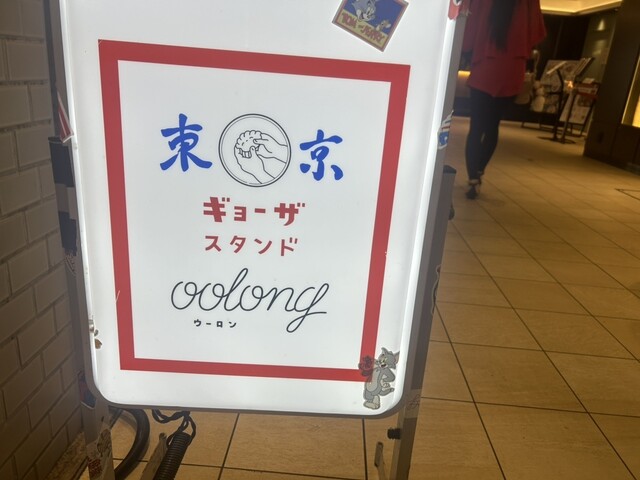 東京
ギョーザ
スタンド
oolong
ウーロン